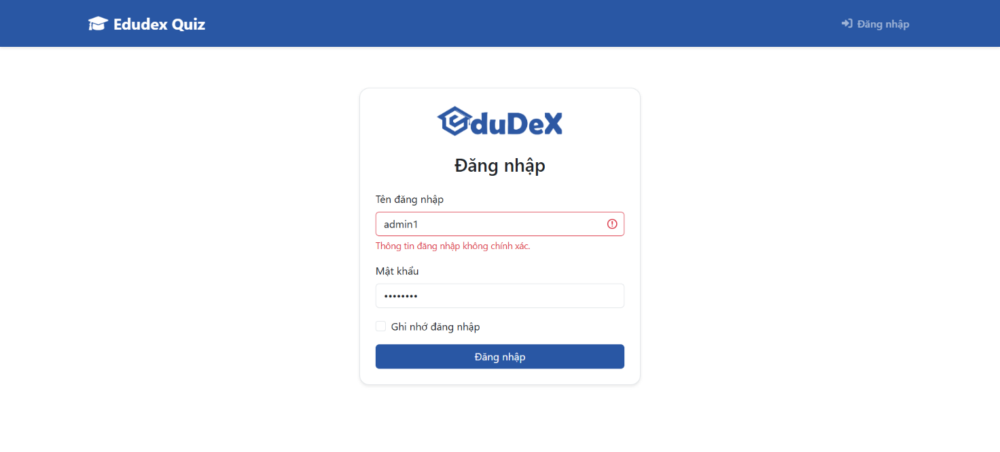 Edudex Quiz
Đăng nhập
EduDeX
Đăng nhập
Tên đăng nhập
admin1
Thông tin đăng nhập không chính xác.
Mật khẩu
••••••••
Ghi nhớ đăng nhập
Đăng nhập